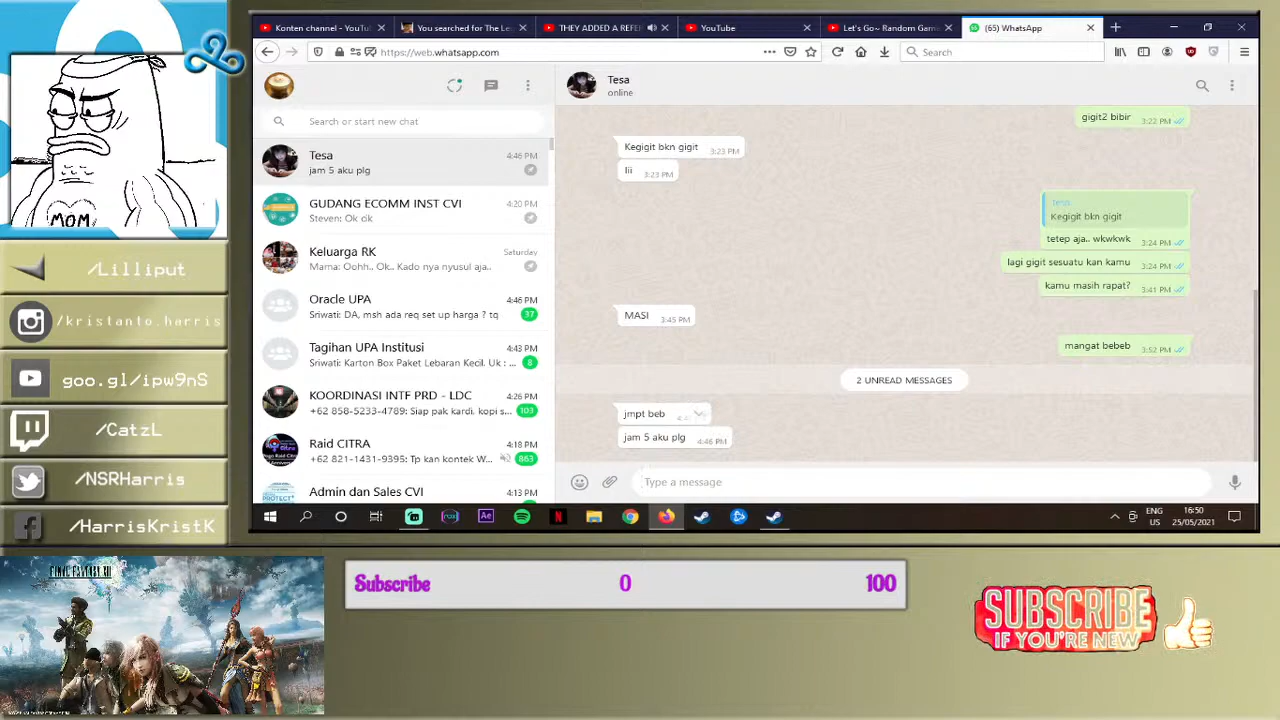 Konten channel - YouTu
You searched for The Le
THEY ADDED A REFE
YouTube
Let's Go~ Random Gami
(65) WhatsApp
https://web.whatsapp.com
Search
MOM
/Lilliput
/kristanto.harris
goo.gl/ipw9nS
/CatzL
/NSRHarris
/HarrisKristK
Search or start new chat
Tesa
4:46 PM
jam 5 aku plg
GUDANG ECOMM INST CVI
4:20 PM
Steven: Ok cik
Keluarga RK
Saturday
Mama: Oohh.. Ok.. Kado nya nyusul aja..
Oracle UPA
4:46 PM
Sriwati: DA, msh ada req set up harga ? tq
37
Tagihan UPA Institusi
4:43 PM
Sriwati: Karton Box Paket Lebaran Kecil. Uk : ...
8
KOORDINASI INTF PRD - LDC
4:26 PM
+62 858-5233-4789: Siap pak kardi, kopi s...
103
Raid CITRA
4:18 PM
+62 821-1431-9395: Tp kan kontek W...
863
Admin dan Sales CVI
4:13 PM
Tesa
online
gigit2 bibir
3:22 PM
Kegigit bkn gigit
3:23 PM
Iii
3:23 PM
Tesa
Kegigit bkn gigit
tetep aja.. wkwkwk
3:24 PM
lagi gigit sesuatu kan kamu
3:24 PM
kamu masih rapat?
3:41 PM
MASI
3:45 PM
mangat bebeb
3:52 PM
2 UNREAD MESSAGES
jmpt beb
jam 5 aku plg
4:46 PM
Type a message
ENG
US
16:50
25/05/2021
FINAL FANTASY XIII
Subscribe
0
100
SUBSCRIBE
IF YOU'RE NEW